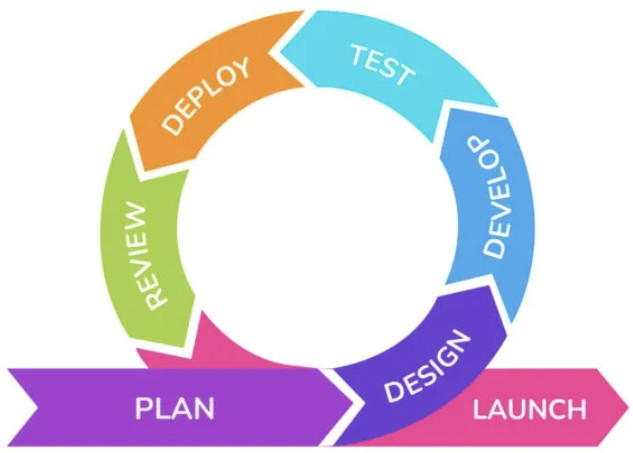 PLAN
DESIGN
DEVELOP
TEST
DEPLOY
REVIEW
LAUNCH